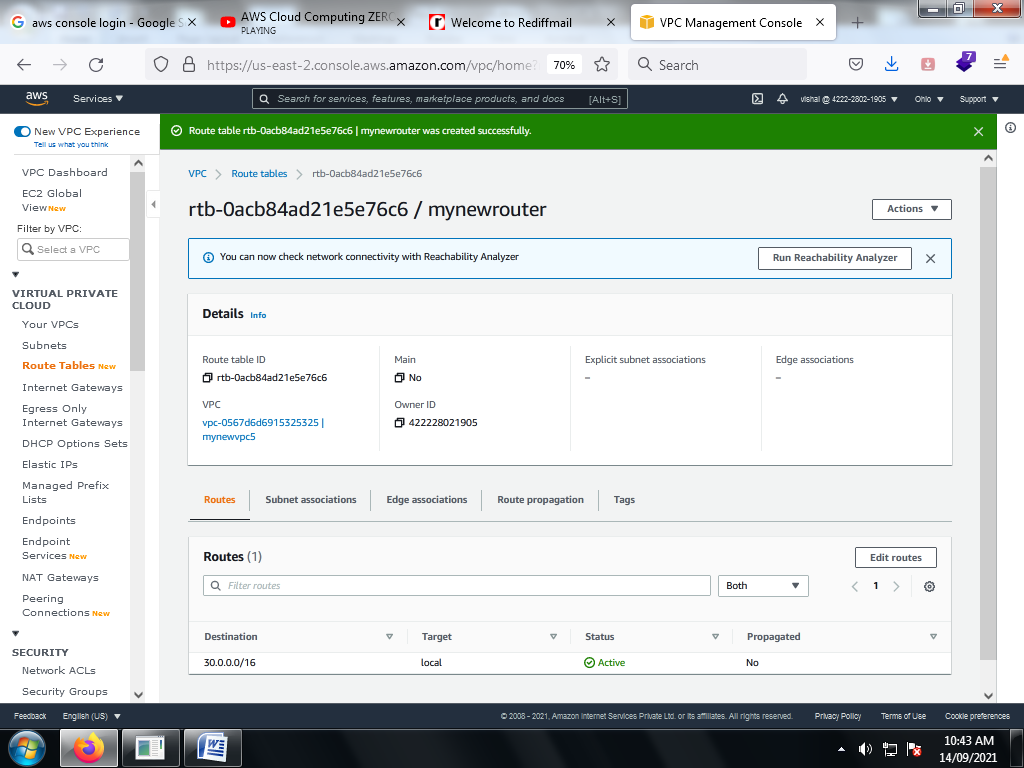 aws console login - Google S
AWS Cloud Computing ZERO
PLAYING
Welcome to Rediffmail
VPC Management Console
https://us-east-2.console.aws.amazon.com/vpc/home?
70%
Search
7
aws
Services
Search for services, features, marketplace products, and docs
[Alt+S]
vishal @ 4222-2802-1905
Ohio
Support
New VPC Experience
Tell us what you think
Route table rtb-0acb84ad21e5e76c6 | mynewrouter was created successfully.
VPC Dashboard
EC2 Global
View New
Filter by VPC:
Select a VPC
VIRTUAL PRIVATE
CLOUD
Your VPCs
Subnets
Route Tables New
Internet Gateways
Egress Only
Internet Gateways
DHCP Options Sets
Elastic IPs
Managed Prefix
Lists
Endpoints
Endpoint
Services New
NAT Gateways
Peering
Connections New
SECURITY
Network ACLs
Security Groups
VPC
Route tables
rtb-0acb84ad21e5e76c6
rtb-0acb84ad21e5e76c6 / mynewrouter
Actions
You can now check network connectivity with Reachability Analyzer
Run Reachability Analyzer
Details Info
Route table ID
rtb-0acb84ad21e5e76c6
Main
No
Explicit subnet associations
–
Edge associations
–
VPC
vpc-0567d6d6915325325 |
mynewvpc5
Owner ID
422228021905
Routes
Subnet associations
Edge associations
Route propagation
Tags
Routes (1)
Edit routes
Filter routes
Both
1
Destination
Target
Status
Propagated
30.0.0.0/16
local
Active
No
Feedback
English (US)
© 2008 - 2021, Amazon Internet Services Private Ltd. or its affiliates. All rights reserved.
Privacy Policy
Terms of Use
Cookie preferences
10:43 AM
14/09/2021